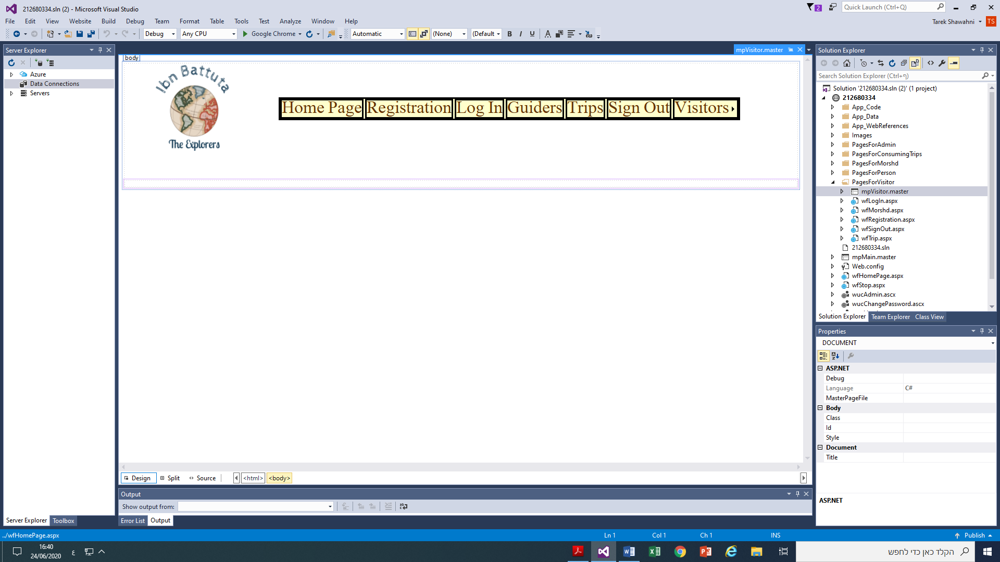 212680334.sln (2) - Microsoft Visual Studio
2
Quick Launch (Ctrl+Q)
File Edit View Website Build Debug Team Format Table Tools Test Analyze Window Help
Tarek Shawahni
TS
Debug Any CPU Google Chrome Automatic (None) (Default B I U A
Server Explorer
Azure
Data Connections
Servers
Server Explorer Toolbox
mpVisitor.master
body
Ibn Battuta
The Explorers
Home Page Registration Log In Guiders Trips Sign Out Visitors
Design Split Source <html> <body>
Output
Show output from:
Error List Output
Solution Explorer
Search Solution Explorer (Ctrl+ף)
Solution '212680334.sln (2)' (1 project)
212680334
App_Code
App_Data
App_WebReferences
Images
PagesForAdmin
PagesForConsumingTrips
PagesForMorshd
PagesForPerson
PagesForVisitor
mpVisitor.master
wfLogIn.aspx
wfMorshd.aspx
wfRegistration.aspx
wfSignOut.aspx
wfTrip.aspx
212680334.sln
mpMain.master
Web.config
wfHomePage.aspx
wfStop.aspx
wucAdmin.ascx
wucChangePassword.ascx
Solution Explorer Team Explorer Class View
Properties
DOCUMENT
ASP.NET
Debug
Language C#
MasterPageFile
Body
Class
Id
Style
Document
Title
ASP.NET
../wfHomePage.aspx Ln 1 Col 1 Ch 1 INS Publish
16:40
24/06/2020
ع
הקלד כאן כדי לחפש